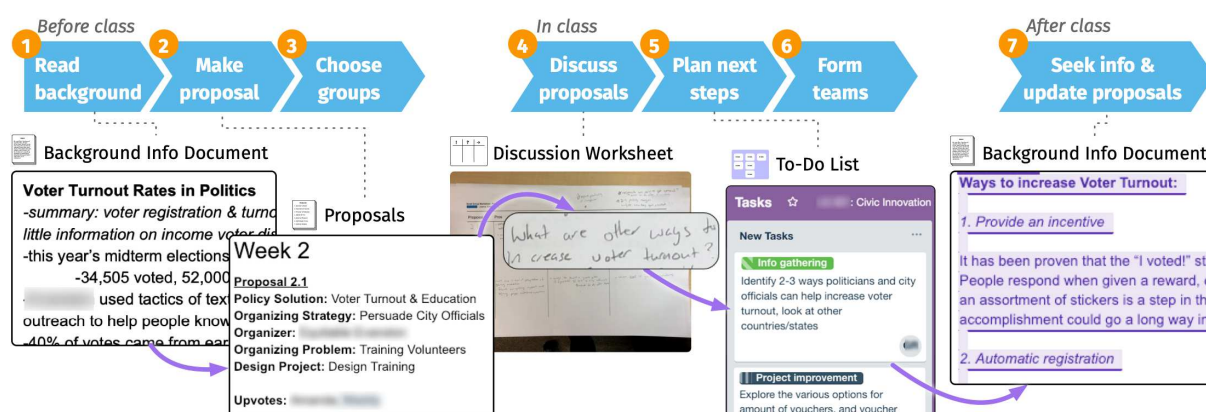 Before class
In class
After class
1
Read
background
2
Make
proposal
3
Choose
groups
4
Discuss
proposals
5
Plan next
steps
6
Form
teams
7
Seek info &
update proposals
Background Info Document
Voter Turnout Rates in Politics
-summary: voter registration & turno
little information on income voter di
-this year's midterm elections
-34,505 voted, 52,000
used tactics of tex
outreach to help people know
-40% of votes came from ear
Proposals
Week 2
Proposal 2.1
Policy Solution: Voter Turnout & Education
Organizing Strategy: Persuade City Officials
Organizer:
Organizing Problem: Training Volunteers
Design Project: Design Training
Upvotes:
Discussion Worksheet
What are other ways to
increase voter turnout?
To-Do List
Tasks
: Civic Innovation
New Tasks
...
Info gathering
Identify 2-3 ways politicians and city
officials can help increase voter
turnout, look at other
countries/states
Project improvement
Explore the various options for
amount of vouchers, and voucher
Background Info Document
Ways to increase Voter Turnout:
1. Provide an incentive
It has been proven that the "I voted!" st
People respond when given a reward,
an assortment of stickers is a step in th
accomplishment could go a long way in
2. Automatic registration